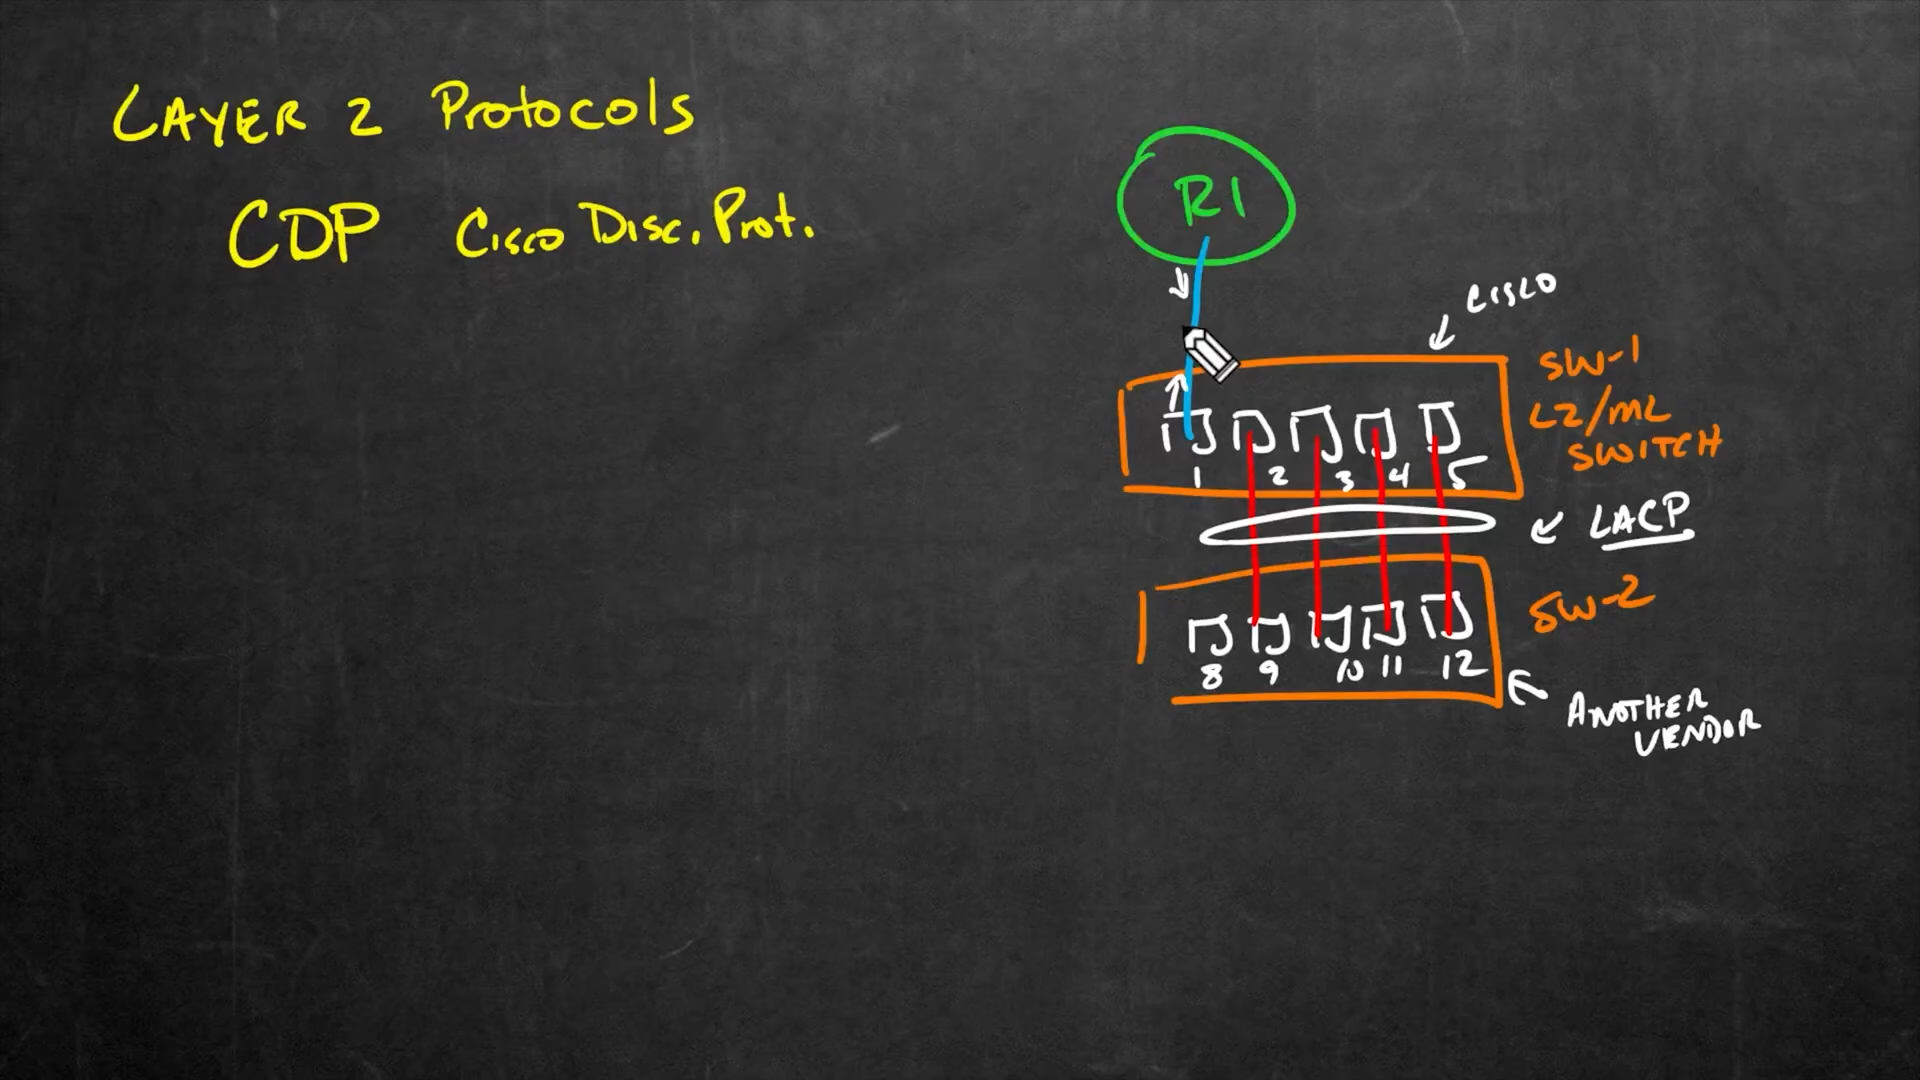 LAYER 2 Protocols
CDP Cisco Disc. Prot.
R1
CISCO
SW-1
L2/ML
SWITCH
1 2 3 4 5
LACP
SW-2
8 9 10 11 12
ANOTHER
VENDOR